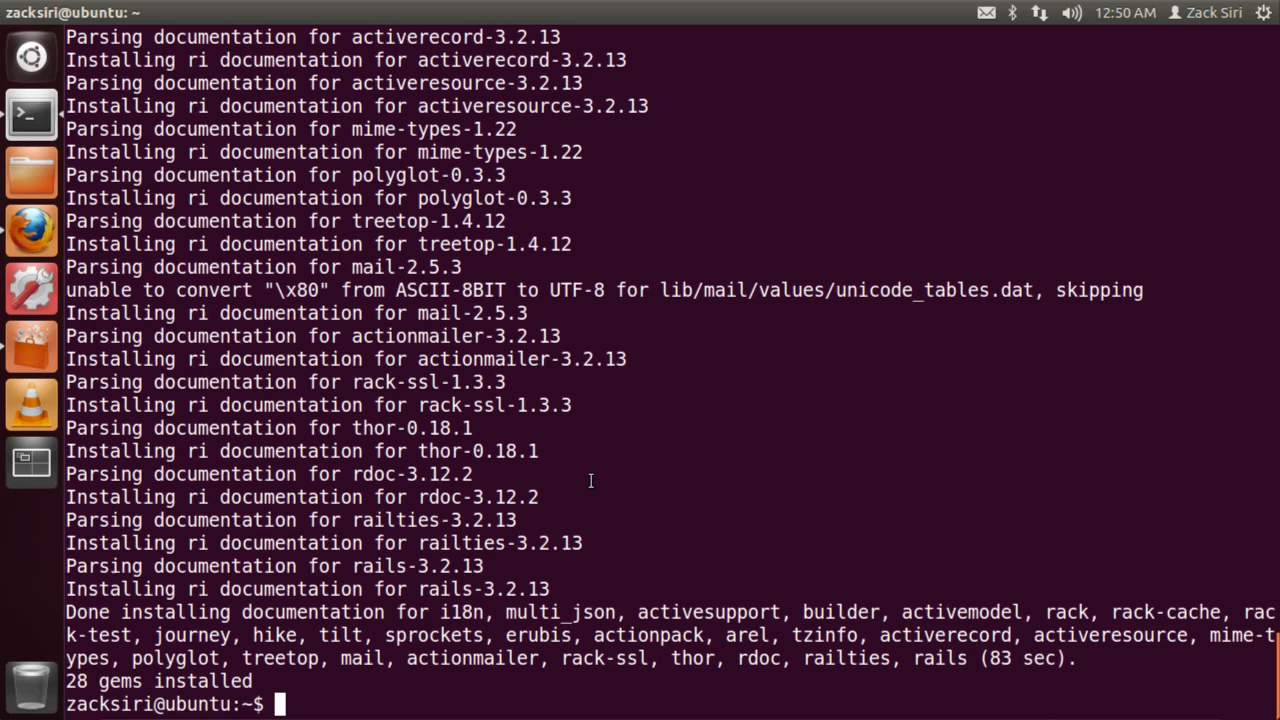 zacksiri@ubuntu: ~ 12:50 AM Zack Siri
Parsing documentation for activerecord-3.2.13
Installing ri documentation for activerecord-3.2.13
Parsing documentation for activeresource-3.2.13
Installing ri documentation for activeresource-3.2.13
Parsing documentation for mime-types-1.22
Installing ri documentation for mime-types-1.22
Parsing documentation for polyglot-0.3.3
Installing ri documentation for polyglot-0.3.3
Parsing documentation for treetop-1.4.12
Installing ri documentation for treetop-1.4.12
Parsing documentation for mail-2.5.3
unable to convert "\x80" from ASCII-8BIT to UTF-8 for lib/mail/values/unicode_tables.dat, skipping
Installing ri documentation for mail-2.5.3
Parsing documentation for actionmailer-3.2.13
Installing ri documentation for actionmailer-3.2.13
Parsing documentation for rack-ssl-1.3.3
Installing ri documentation for rack-ssl-1.3.3
Parsing documentation for thor-0.18.1
Installing ri documentation for thor-0.18.1
Parsing documentation for rdoc-3.12.2
Installing ri documentation for rdoc-3.12.2
Parsing documentation for railties-3.2.13
Installing ri documentation for railties-3.2.13
Parsing documentation for rails-3.2.13
Installing ri documentation for rails-3.2.13
Done installing documentation for i18n, multi_json, activesupport, builder, activemodel, rack, rack-cache, rac
k-test, journey, hike, tilt, sprockets, erubis, actionpack, arel, tzinfo, activerecord, activeresource, mime-t
ypes, polyglot, treetop, mail, actionmailer, rack-ssl, thor, rdoc, railties, rails (83 sec).
28 gems installed
zacksiri@ubuntu:~$